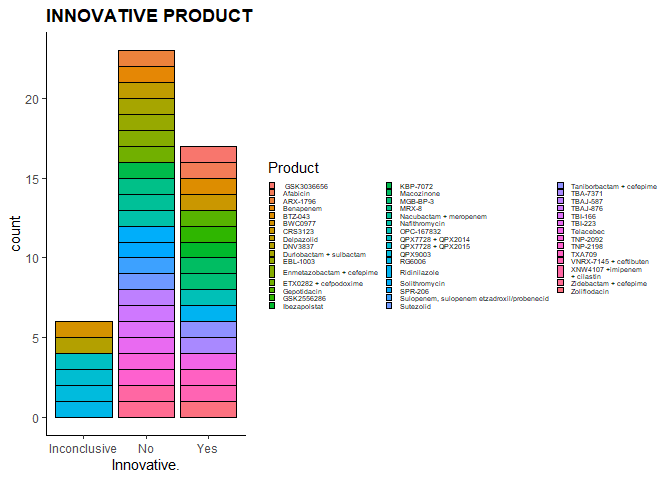 INNOVATIVE PRODUCT
count
20
15
10
5
0
Inconclusive
No
Yes
Innovative.
Product
GSK3036656
Afabicin
ARX-1796
Benapenem
BTZ-043
BWC0977
CRS3123
Delpazolid
DNV3837
Durlobactam + sulbactam
EBL-1003
Enmetazobactam + cefepime
ETX0282 + cefpodoxime
Gepotidacin
GSK2556286
Ibezapolstat
KBP-7072
Macozinone
MGB-BP-3
MRX-8
Nacubactam + meropenem
Nafithromycin
OPC-167832
QPX7728 + QPX2014
QPX7728 + QPX2015
QPX9003
RG6006
Ridinilazole
Solithromycin
SPR-206
Sulopenem, sulopenem etzadroxil/probenecid
Sutezolid
Taniborbactam + cefepime
TBA-7371
TBAJ-587
TBAJ-876
TBI-166
TBI-223
Telacebec
TNP-2092
TNP-2198
TXA709
VNRX-7145 + ceftibuten
XNW4107 +imipenem
+ cilastin
Zidebactam + cefepime
Zoliflodacin